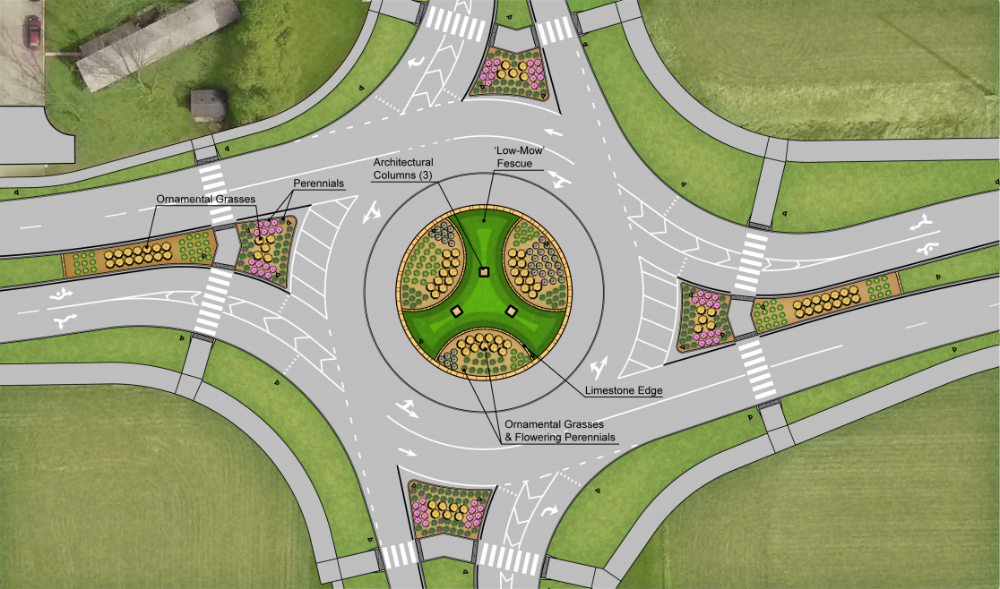 'Low-Mow'
Fescue
Architectural
Columns (3)
Perennials
Ornamental Grasses
Limestone Edge
Ornamental Grasses
& Flowering Perennials